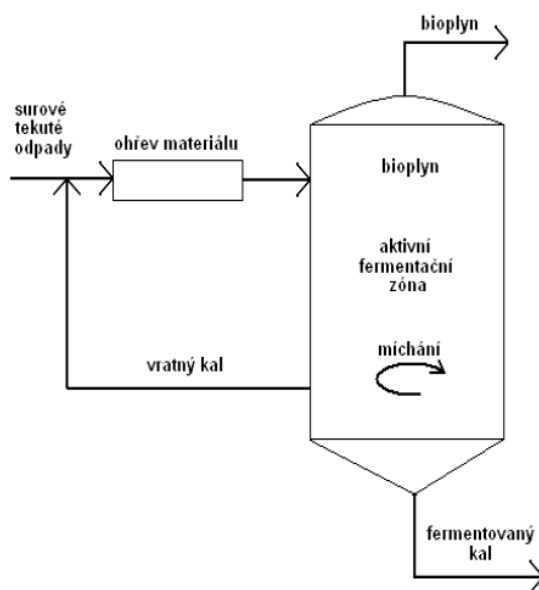 bioplyn
surové
tekuté
odpady
ohřev materiálu
bioplyn
aktivní
fermentační
zóna
míchání
vratný kal
fermentovaný
kal